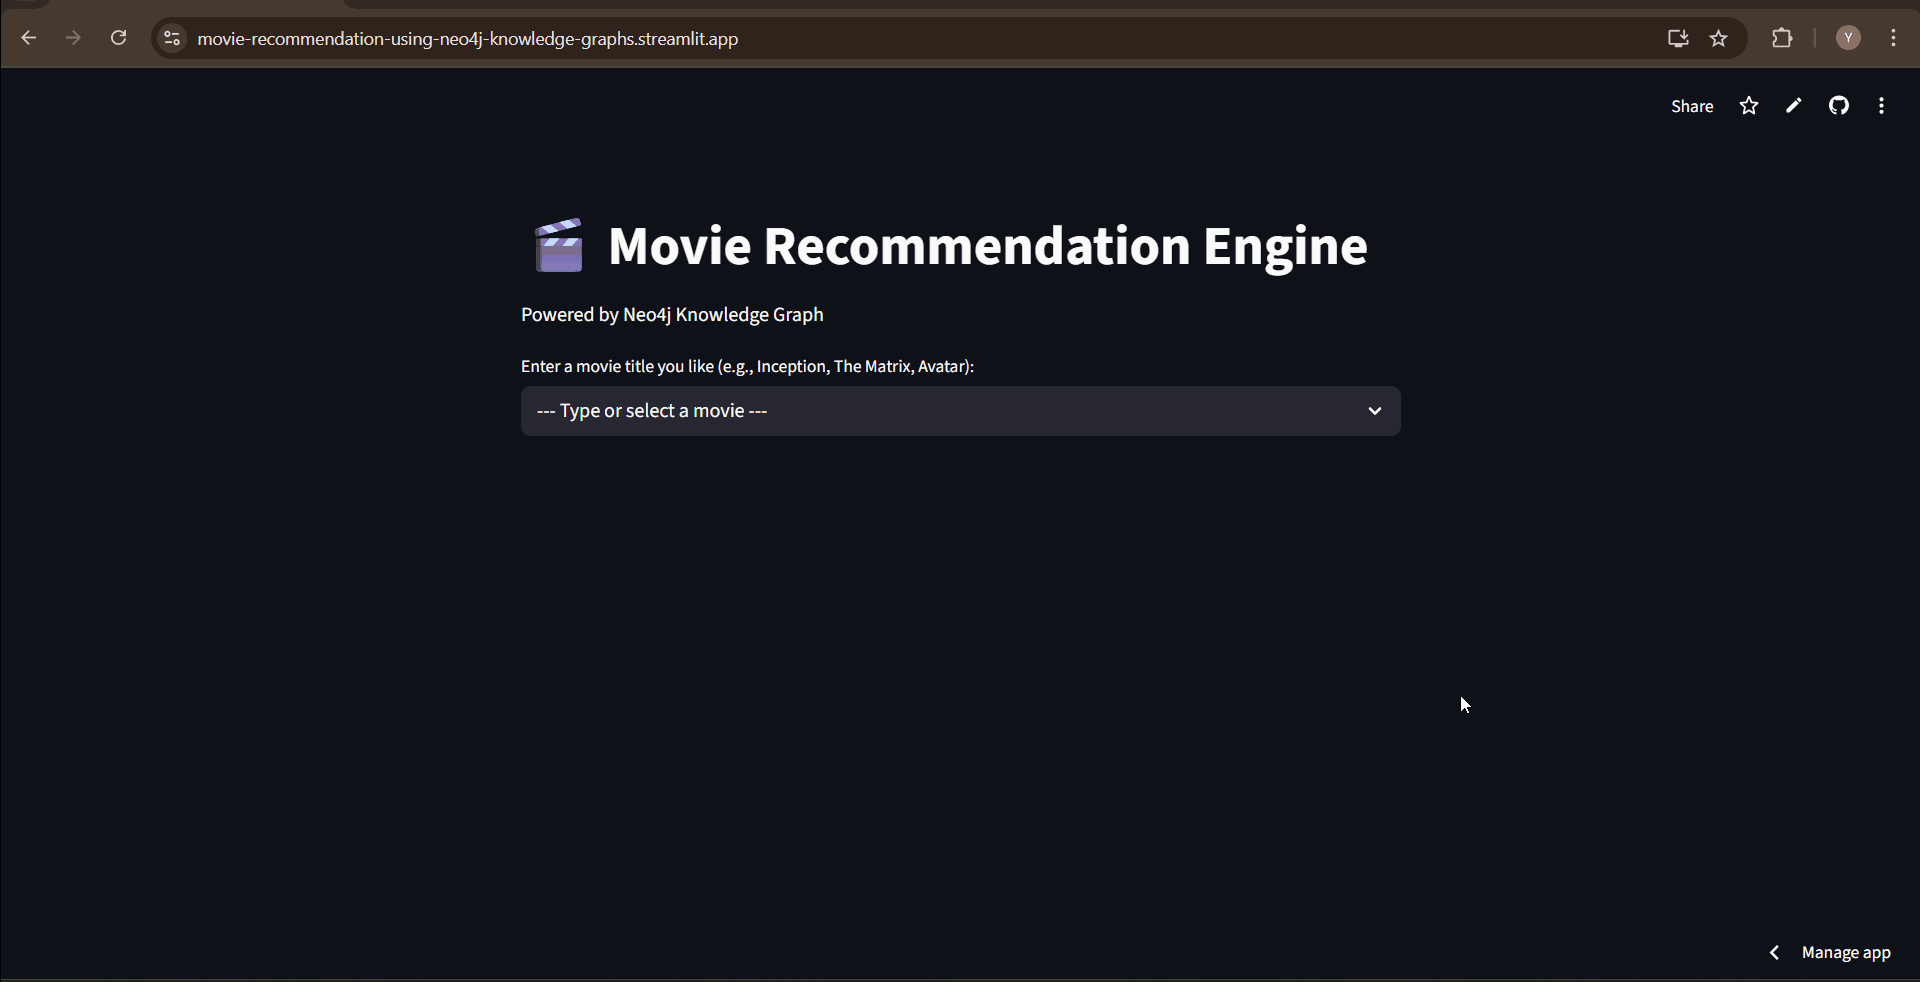 movie-recommendation-using-neo4j-knowledge-graphs.streamlit.app
Y
Share
Movie Recommendation Engine
Powered by Neo4j Knowledge Graph
Enter a movie title you like (e.g., Inception, The Matrix, Avatar):
--- Type or select a movie ---
Manage app